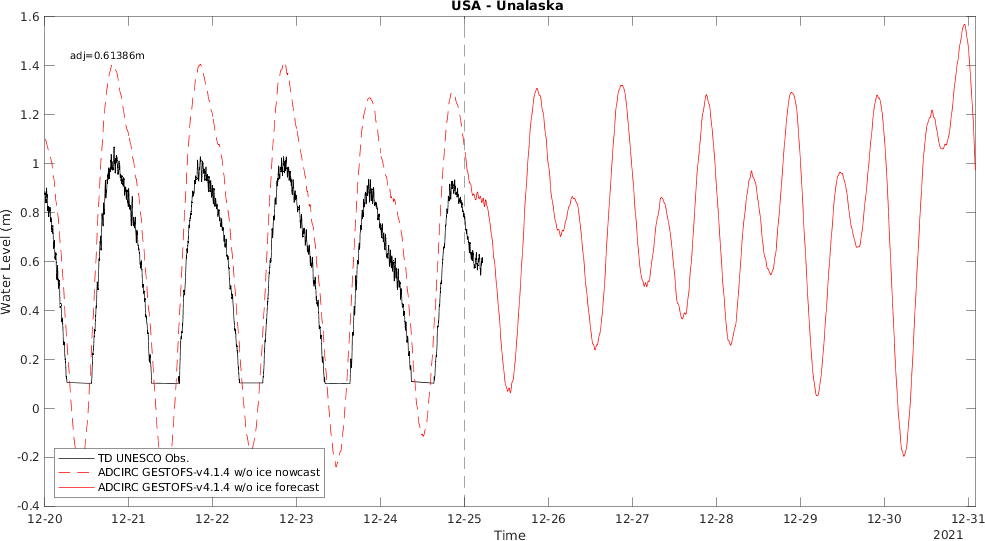 USA - Unalaska
1.6
1.4
1.2
1
0.8
0.6
0.4
0.2
0
-0.2
-0.4
Water Level (m)
adj=0.61386m
TD UNESCO Obs.
ADCIRC GESTOFS-v4.1.4 w/o ice nowcast
ADCIRC GESTOFS-v4.1.4 w/o ice forecast
12-20 12-21 12-22 12-23 12-24 12-25 12-26 12-27 12-28 12-29 12-30 12-31
Time
2021